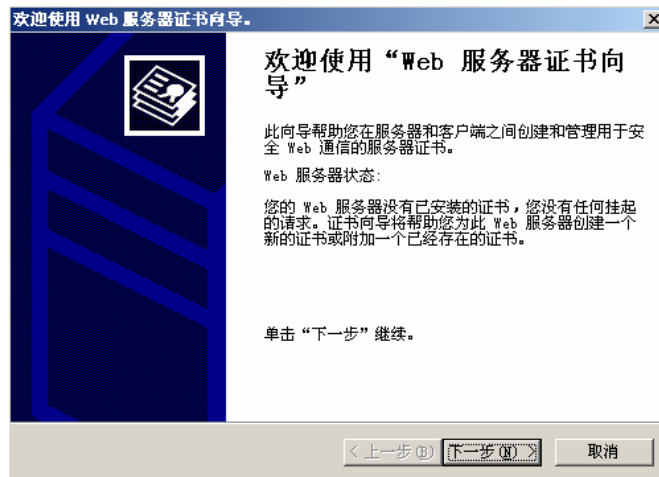 欢迎使用 Web 服务器证书向导。
欢迎使用“Web 服务器证书向
导”
此向导帮助您在服务器和客户端之间创建和管理用于安
全 Web 通信的服务器证书。
Web 服务器状态:
您的 Web 服务器没有已安装的证书，您没有任何挂起
的请求。证书向导将帮助您为此 Web 服务器创建一个
新的证书或附加一个已经存在的证书。
单击“下一步”继续。
< 上一步(B) 下一步(N) > 取消